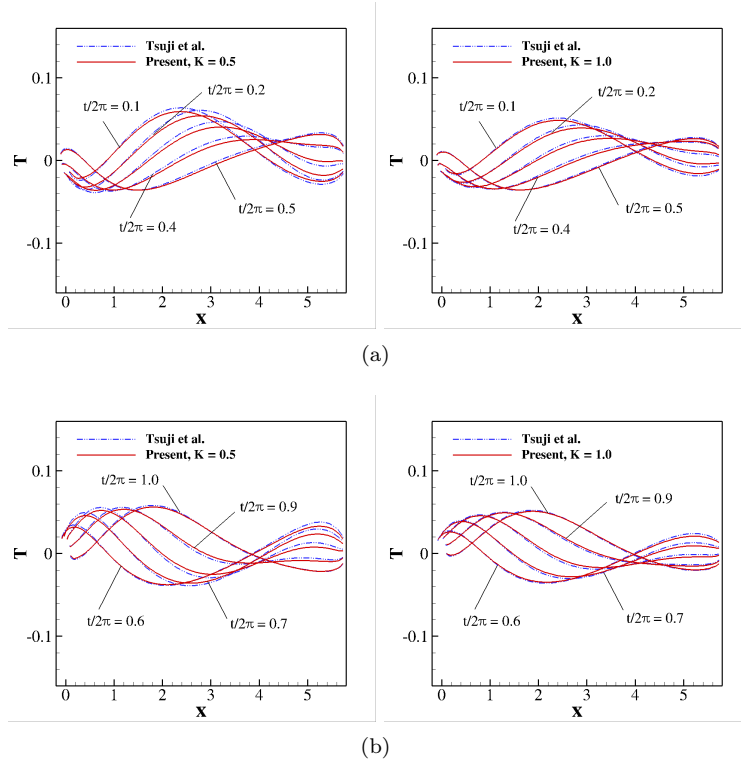 Tsuji et al.
Present, K = 0.5
t/2π = 0.1
t/2π = 0.2
t/2π = 0.4
t/2π = 0.5
0.1
0
-0.1
T
0 1 2 3 4 5
x
Tsuji et al.
Present, K = 1.0
t/2π = 0.1
t/2π = 0.2
t/2π = 0.4
t/2π = 0.5
0.1
0
-0.1
T
0 1 2 3 4 5
x
(a)
Tsuji et al.
Present, K = 0.5
t/2π = 1.0
t/2π = 0.9
t/2π = 0.6
t/2π = 0.7
0.1
0
-0.1
T
0 1 2 3 4 5
x
Tsuji et al.
Present, K = 1.0
t/2π = 1.0
t/2π = 0.9
t/2π = 0.6
t/2π = 0.7
0.1
0
-0.1
T
0 1 2 3 4 5
x
(b)